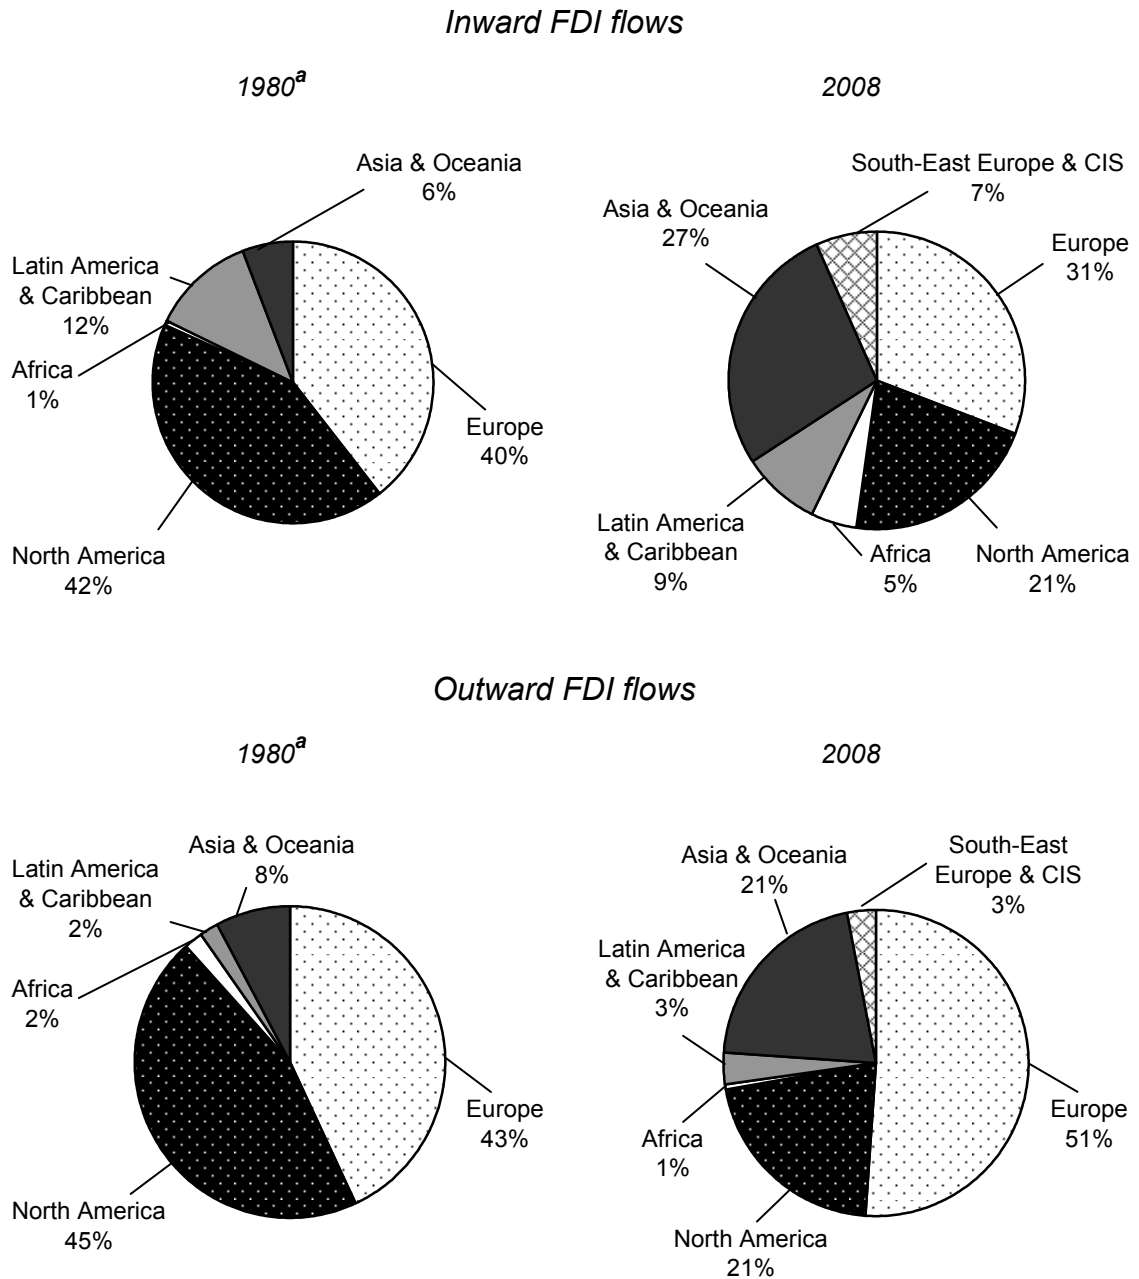 Inward FDI flows
1980a
2008
Asia & Oceania
6%
Latin America
& Caribbean
12%
Africa
1%
North America
42%
Europe
40%
South-East Europe & CIS
7%
Asia & Oceania
27%
Europe
31%
Latin America
& Caribbean
9%
Africa
5%
North America
21%
Outward FDI flows
1980a
2008
Asia & Oceania
8%
Latin America
& Caribbean
2%
Africa
2%
North America
45%
Europe
43%
South-East
Europe & CIS
3%
Asia & Oceania
21%
Latin America
& Caribbean
3%
Africa
1%
North America
21%
Europe
51%